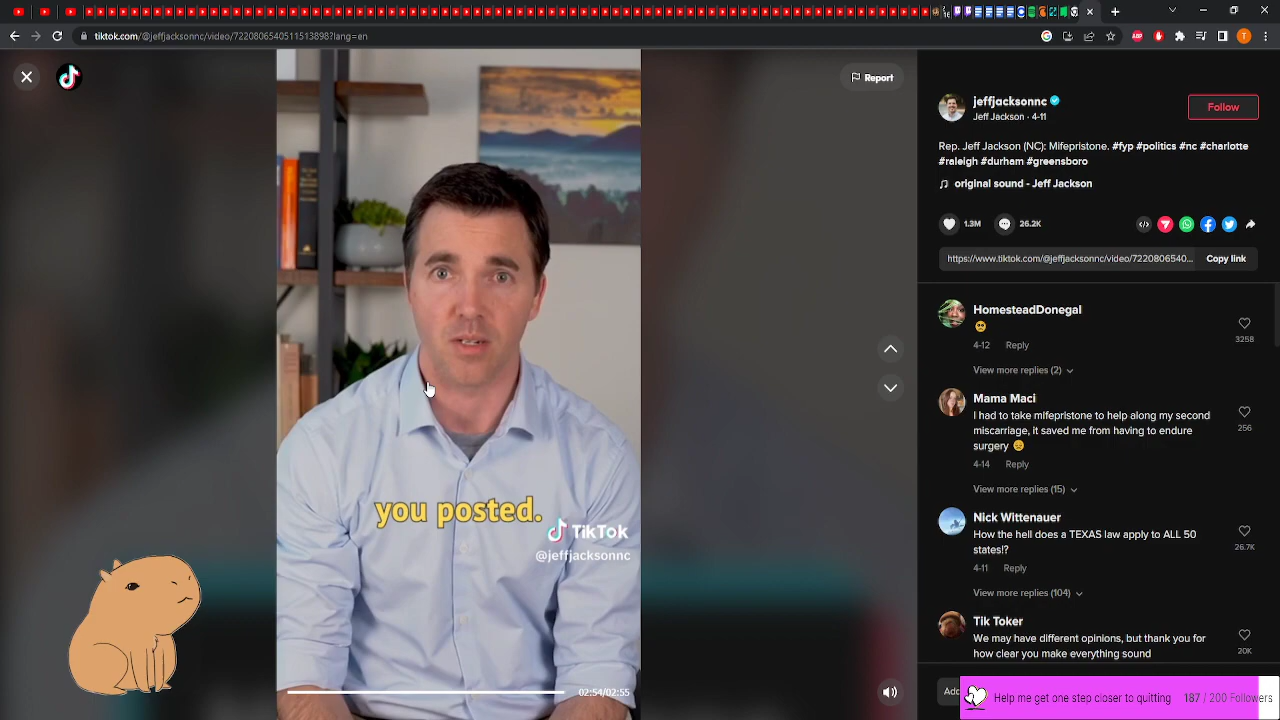 tiktok.com/@jeffjacksonnc/video/7220806540511513898?lang=en
Report
you posted.
TikTok
@jeffjacksonnc
02:54/02:55
jeffjacksonnc
Jeff Jackson · 4-11
Follow
Rep. Jeff Jackson (NC): Mifepristone. #fyp #politics #nc #charlotte
#raleigh #durham #greensboro
original sound - Jeff Jackson
1.3M
26.2K
https://www.tiktok.com/@jeffjacksonnc/video/7220806540...
Copy link
HomesteadDonegal
3258
4-12 Reply
View more replies (2)
Mama Maci
I had to take mifepristone to help along my second
miscarriage, it saved me from having to endure
surgery
256
4-14 Reply
View more replies (15)
Nick Wittenauer
How the hell does a TEXAS law apply to ALL 50
states!?
26.7K
4-11 Reply
View more replies (104)
Tik Toker
We may have different opinions, but thank you for
how clear you make everything sound
20K
Add
Help me get one step closer to quitting 187 / 200 Followers